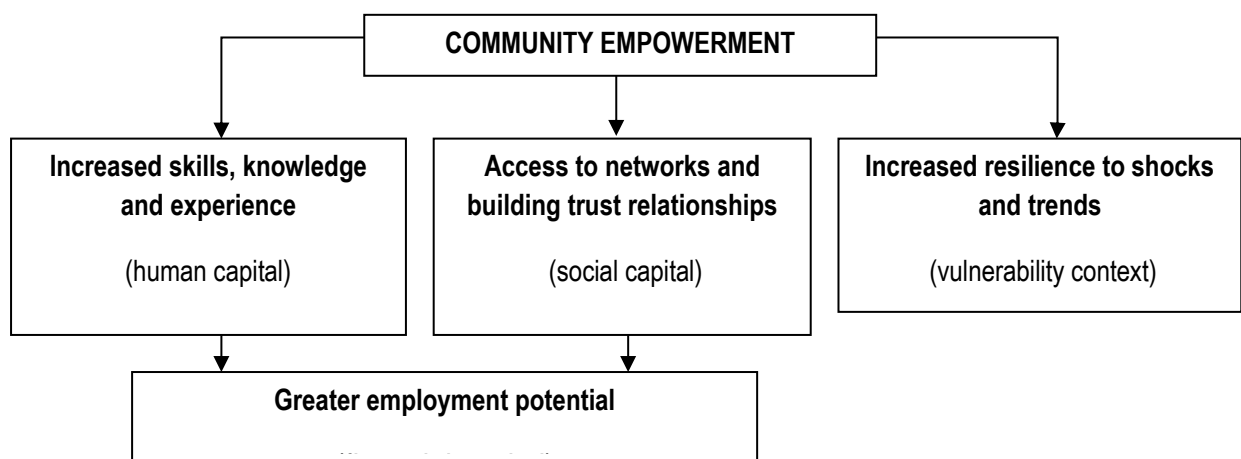 COMMUNITY EMPOWERMENT
Increased skills, knowledge
and experience
(human capital)
Access to networks and
building trust relationships
(social capital)
Increased resilience to shocks
and trends
(vulnerability context)
Greater employment potential